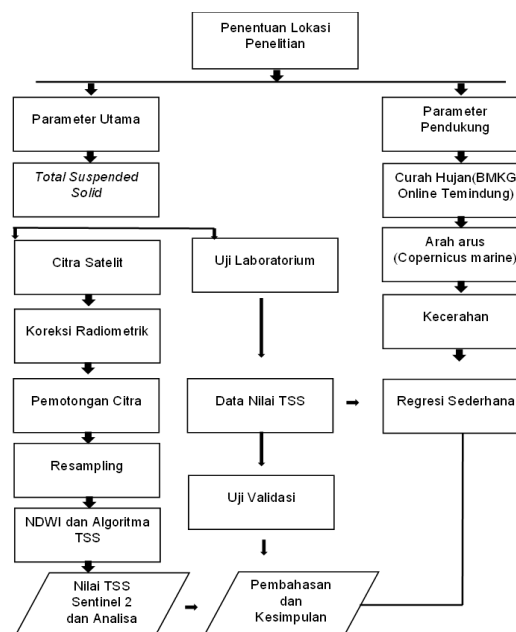 Penentuan Lokasi
Penelitian
Parameter Utama
Parameter
Pendukung
Total Suspended
Solid
Curah Hujan(BMKG
Online Temindung)
Citra Satelit
Uji Laboratorium
Arah arus
(Copernicus marine)
Koreksi Radiometrik
Kecerahan
Pemotongan Citra
Data Nilai TSS
Regresi Sederhana
Resampling
Uji Validasi
NDWI dan Algoritma
TSS
Nilai TSS
Sentinel 2
dan Analisa
Pembahasan
dan
Kesimpulan